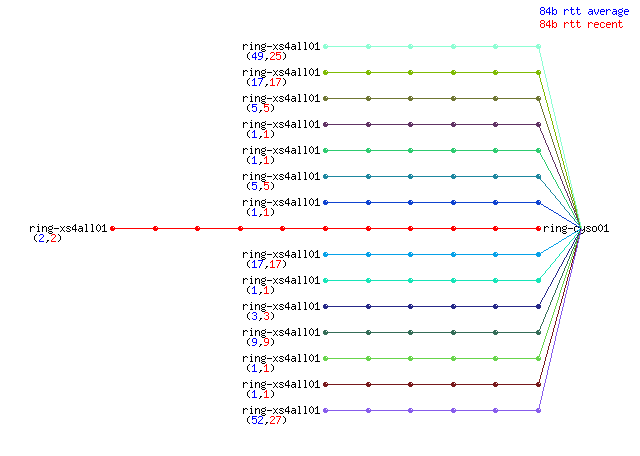 84b rtt average
84b rtt recent
ring-xs4all01
(49,25)
ring-xs4all01
(17,17)
ring-xs4all01
(5,5)
ring-xs4all01
(1,1)
ring-xs4all01
(1,1)
ring-xs4all01
(5,5)
ring-xs4all01
(1,1)
ring-xs4all01 ring-cyso01
(2,2)
ring-xs4all01
(17,17)
ring-xs4all01
(1,1)
ring-xs4all01
(3,3)
ring-xs4all01
(9,9)
ring-xs4all01
(1,1)
ring-xs4all01
(1,1)
ring-xs4all01
(52,27)